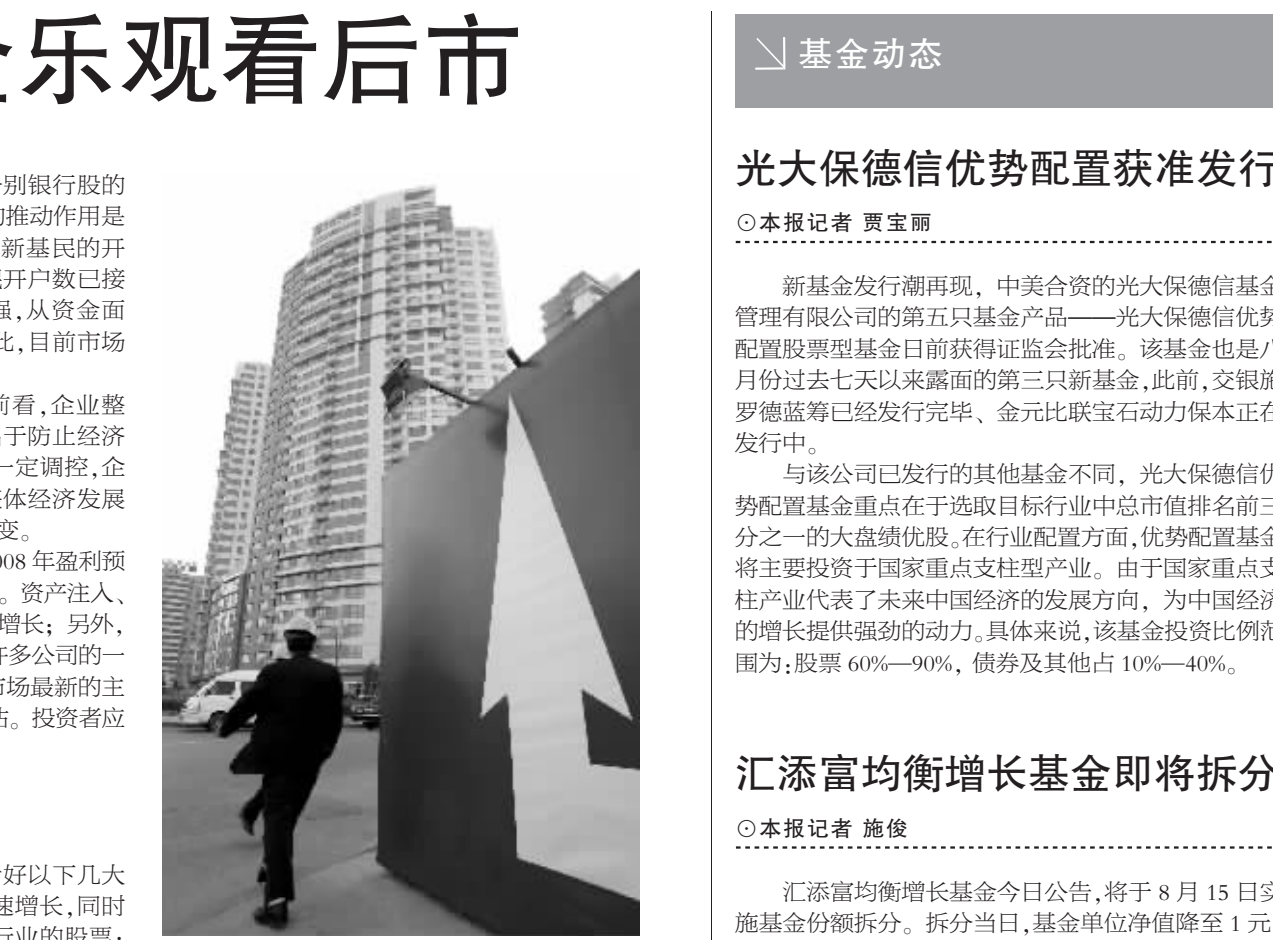 乐观看后市
别银行股的
推动作用是
新基民的开
开户数已接
强,从资金面
比,目前市场
前看,企业整
于防止经济
一定调控,企
体经济发展
变。
008 年盈利预
。资产注入、
增长；另外,
许多公司的一
市场最新的主
估。投资者应
好以下几大
速增长,同时
行业的股票；
基金动态
光大保德信优势配置获准发行
⊙本报记者 贾宝丽
新基金发行潮再现，中美合资的光大保德信基金
管理有限公司的第五只基金产品——光大保德信优势
配置股票型基金日前获得证监会批准。该基金也是八
月份过去七天以来露面的第三只新基金,此前,交银施
罗德蓝筹已经发行完毕、金元比联宝石动力保本正在
发行中。
与该公司已发行的其他基金不同，光大保德信优
势配置基金重点在于选取目标行业中总市值排名前三
分之一的大盘绩优股。在行业配置方面,优势配置基金
将主要投资于国家重点支柱型产业。由于国家重点支
柱产业代表了未来中国经济的发展方向，为中国经济
的增长提供强劲的动力。具体来说,该基金投资比例范
围为:股票 60%—90%，债券及其他占 10%—40%。
汇添富均衡增长基金即将拆分
⊙本报记者 施俊
汇添富均衡增长基金今日公告,将于 8 月 15 日实
施基金份额拆分。拆分当日,基金单位净值降至 1 元